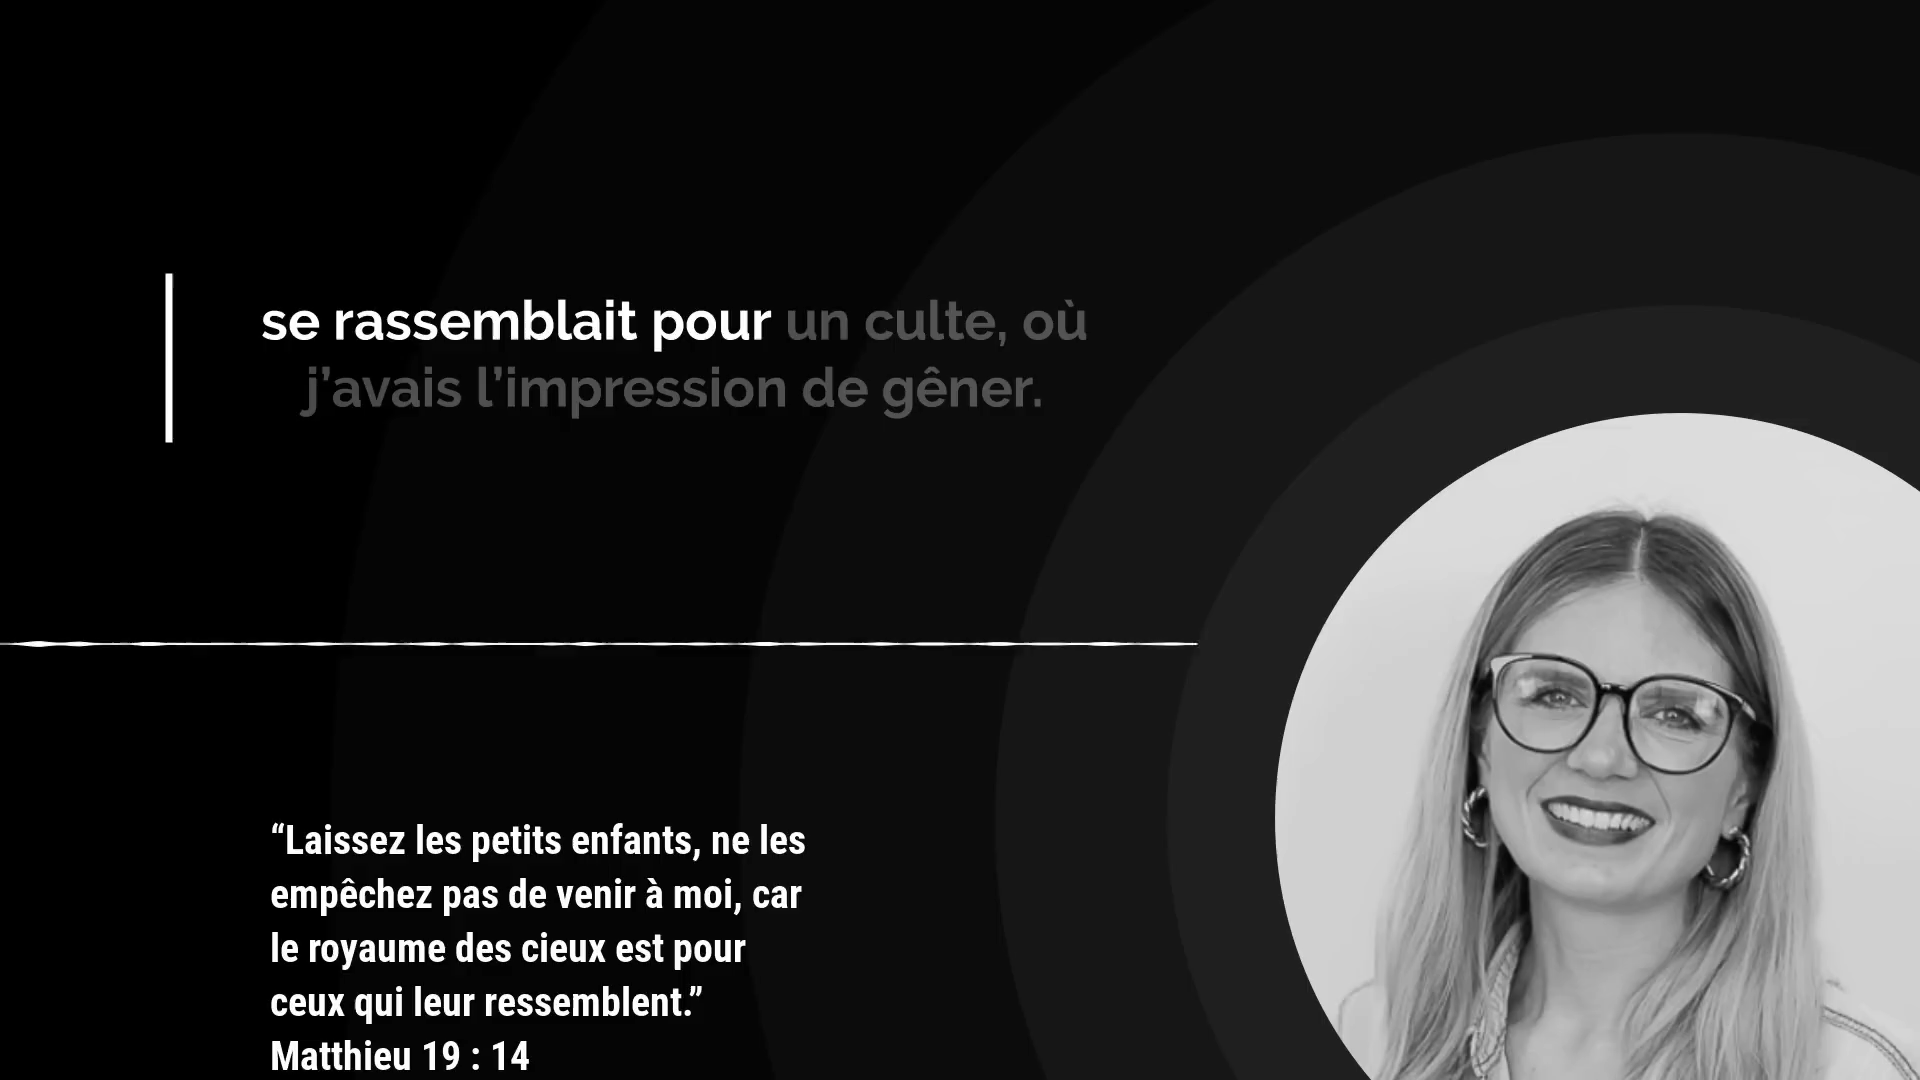 se rassemblait pour un culte, où
j’avais l’impression de gêner.
“Laissez les petits enfants, ne les
empêchez pas de venir à moi, car
le royaume des cieux est pour
ceux qui leur ressemblent.”
Matthieu 19 : 14